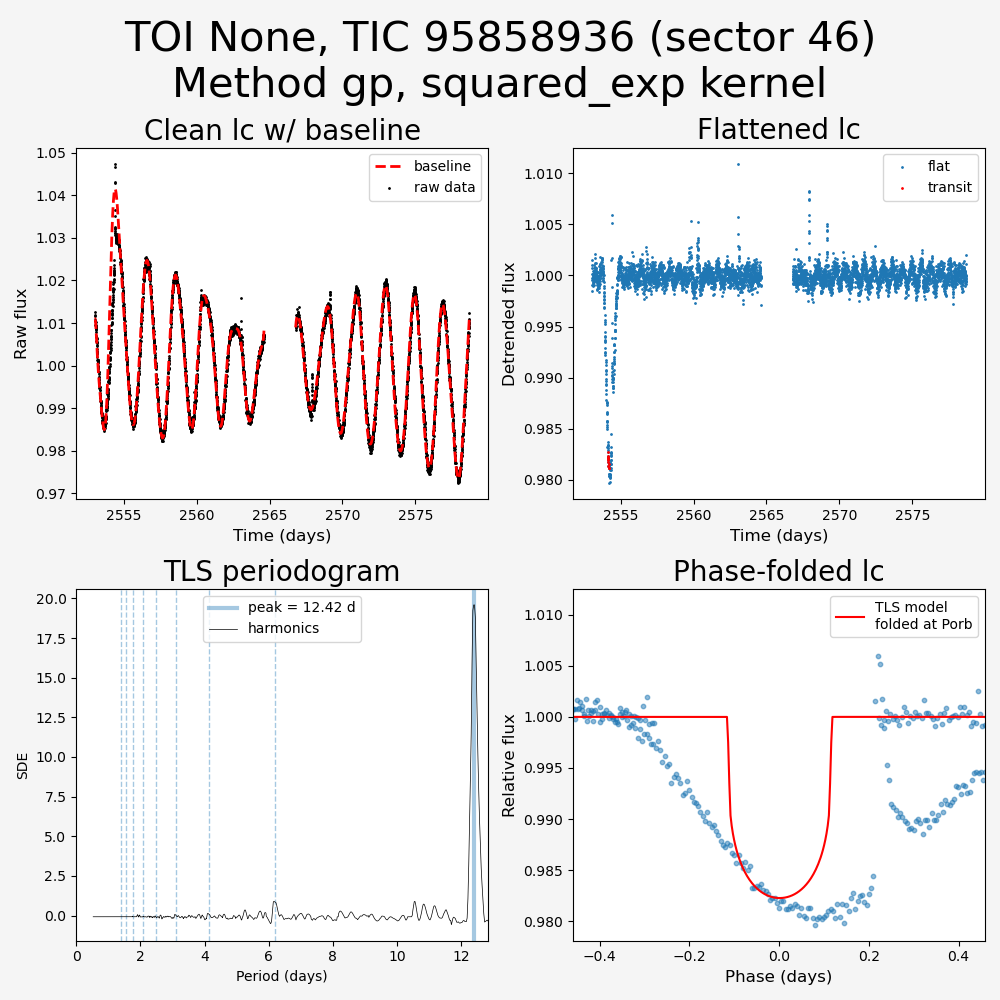 TOI None, TIC 95858936 (sector 46)
Method gp, squared_exp kernel
Clean lc w/ baseline
1.05
1.04
1.03
1.02
1.01
1.00
0.99
0.98
0.97
Raw flux
baseline
raw data
2555
2560
2565
2570
2575
Time (days)
Flattened lc
1.010
1.005
1.000
0.995
0.990
0.985
0.980
Detrended flux
flat
transit
2555
2560
2565
2570
2575
Time (days)
TLS periodogram
20.0
17.5
15.0
12.5
10.0
7.5
5.0
2.5
0.0
SDE
peak = 12.42 d
harmonics
0
2
4
6
8
10
12
Period (days)
Phase-folded lc
1.010
1.005
1.000
0.995
0.990
0.985
0.980
Relative flux
TLS model
folded at Porb
−0.4
−0.2
0.0
0.2
0.4
Phase (days)